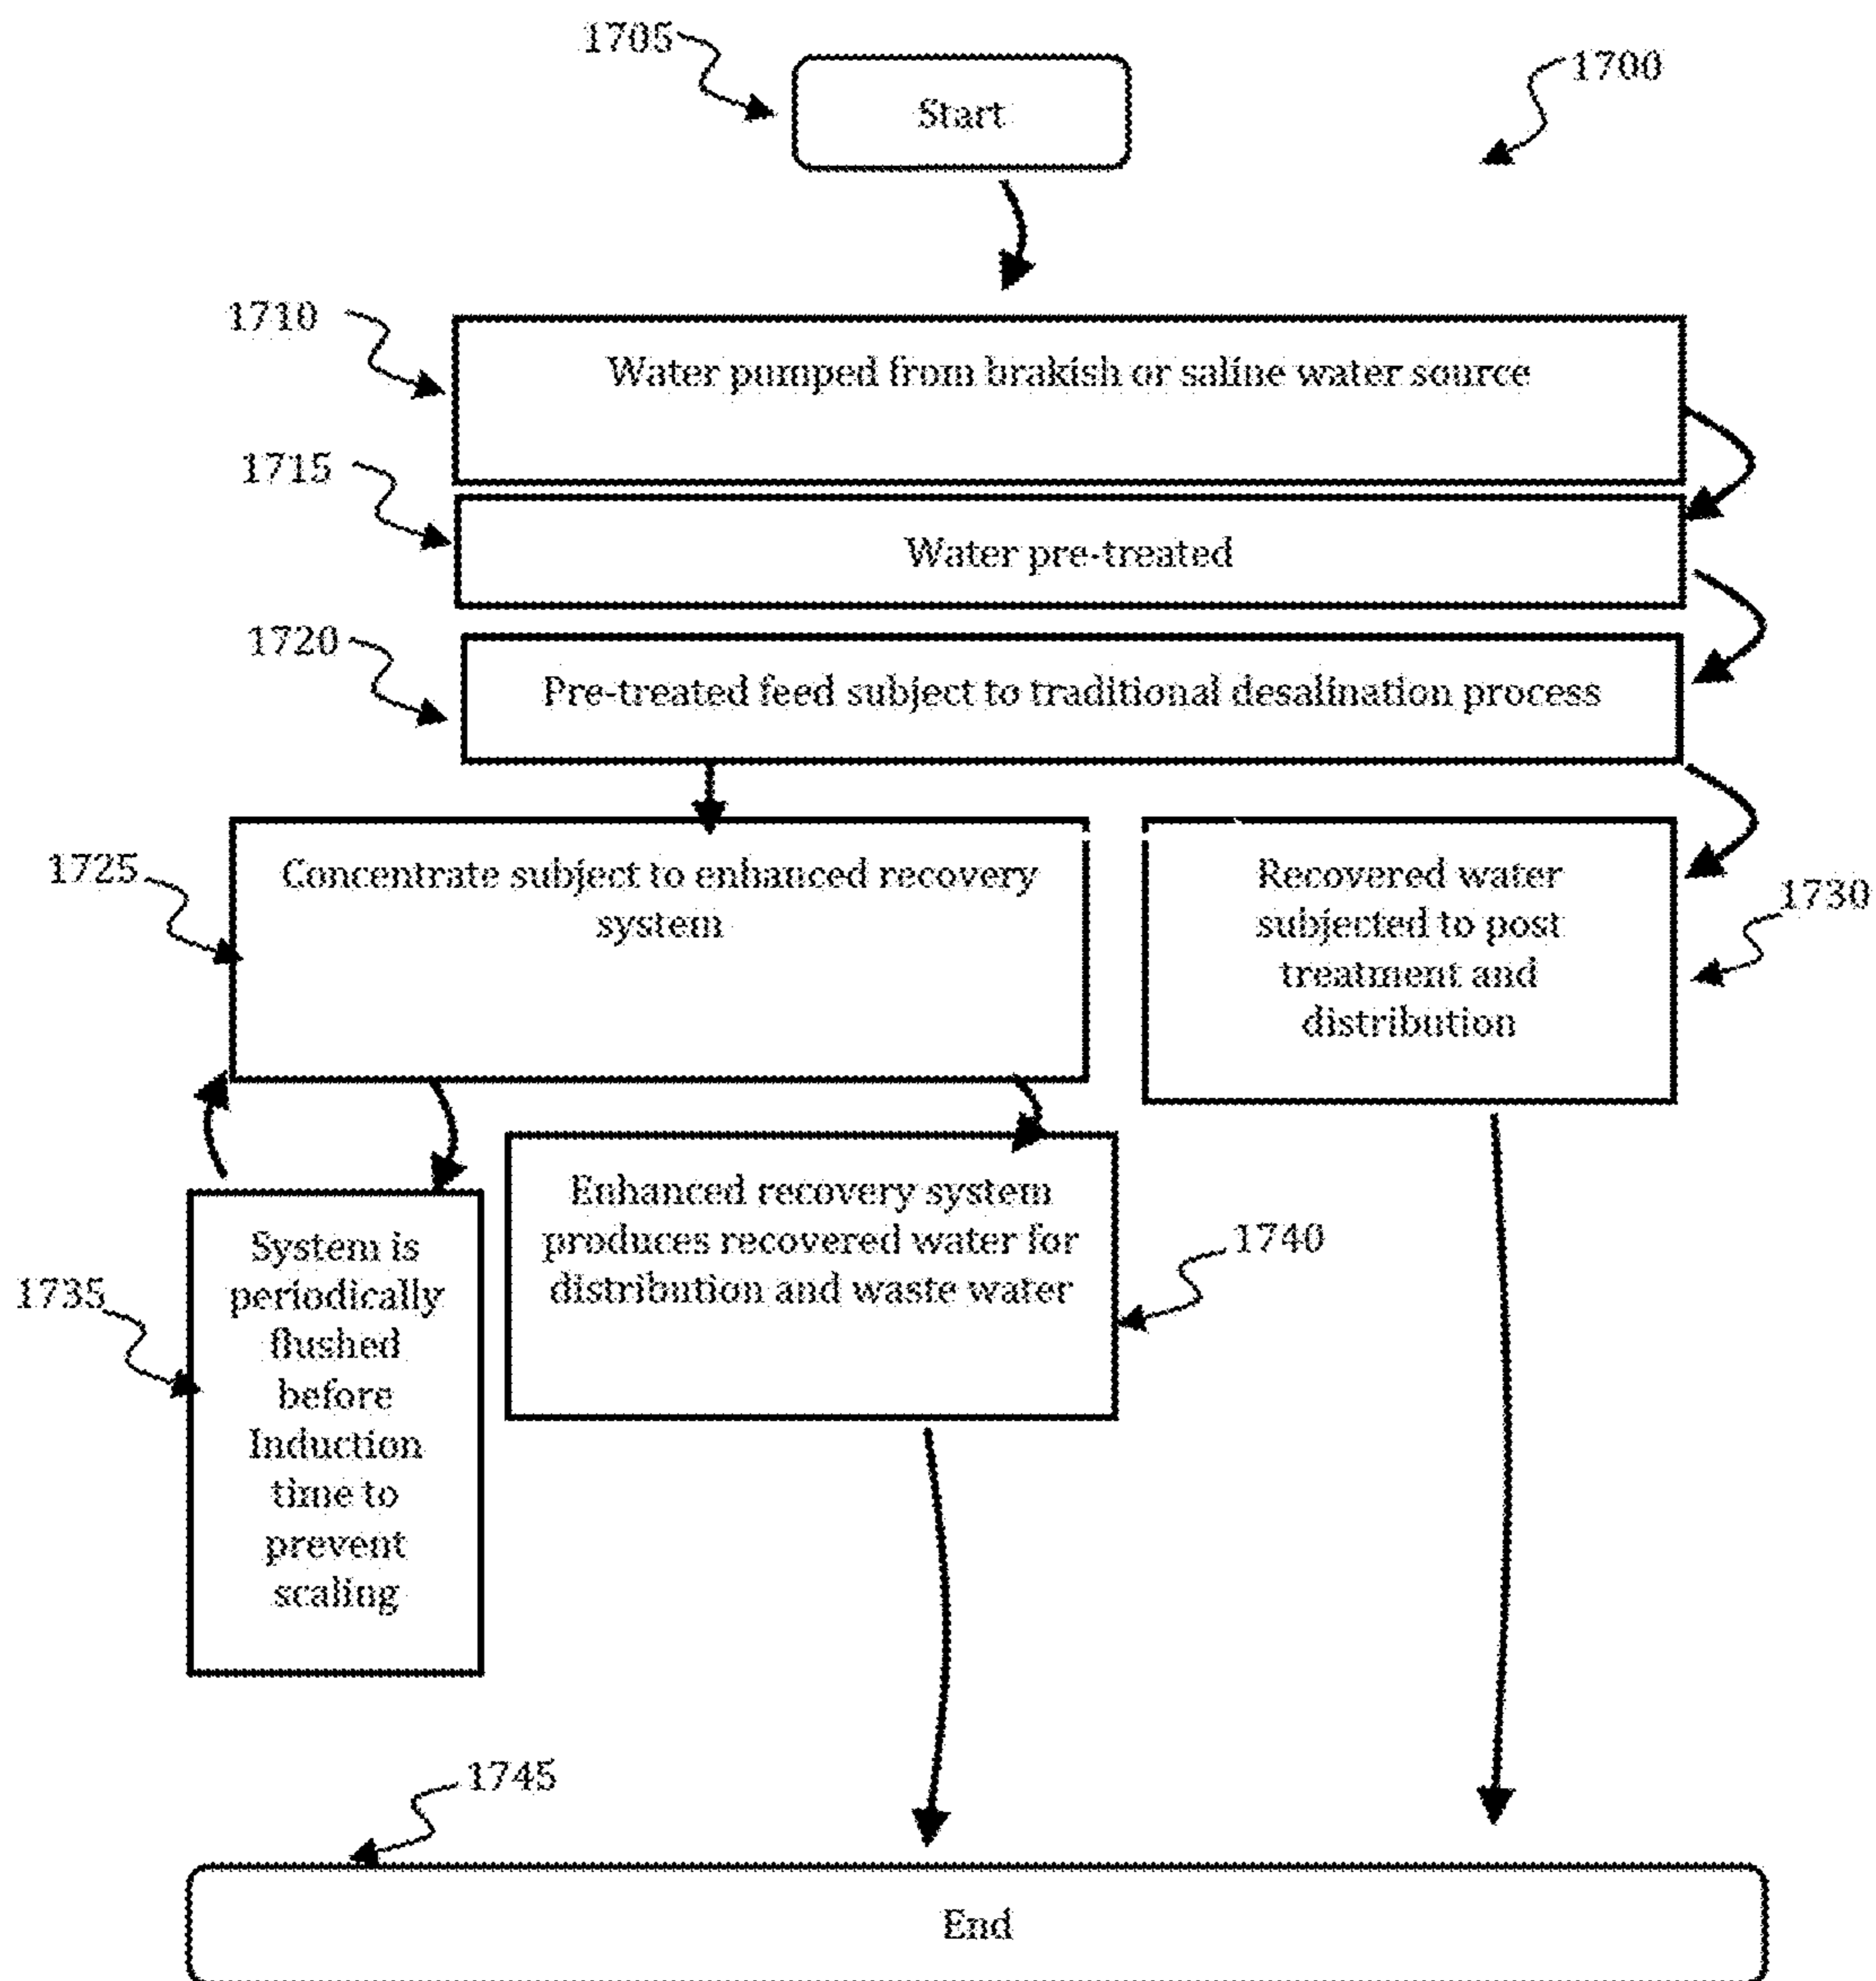 1705
1700
Start
1710
Water pumped from brakish or saline water source
1715
Water pre-treated
1720
Pre-treated feed subject to traditional desalination process
1725
Concentrate subject to enhanced recovery
system
Recovered water
subjected to post
treatment and
distribution
1730
1735
System is
periodically
flushed
before
Induction
time to
prevent
scaling
Enhanced recovery system
produces recovered water for
distribution and waste water
1740
1745
End